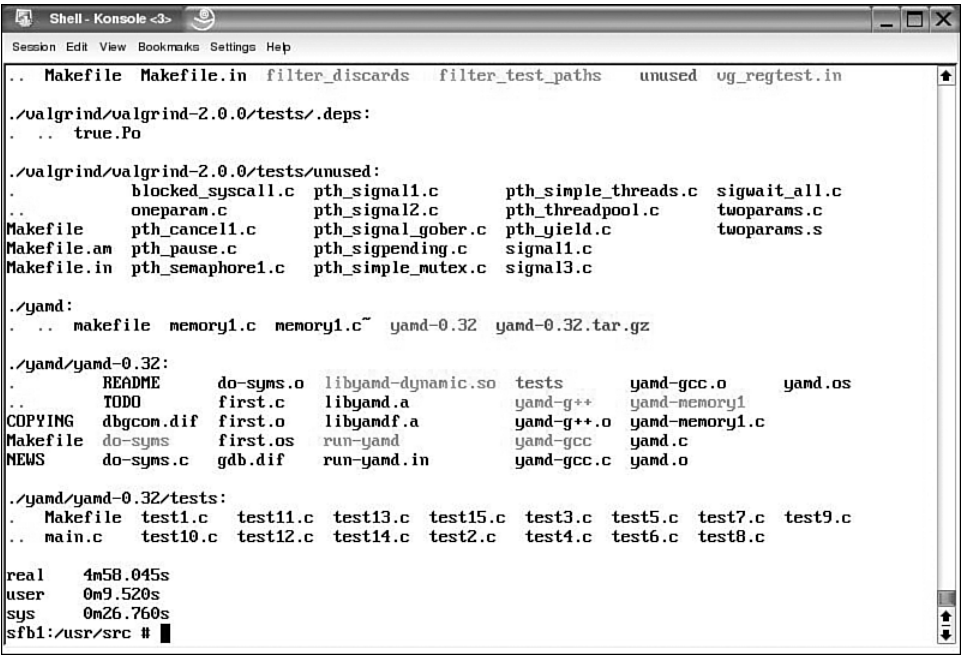 Shell - Konsole <3>
Session Edit View Bookmarks Settings Help
.. Makefile Makefile.in filter_discards filter_test_paths unused vg_regtest.in
./valgrind/valgrind-2.0.0/tests/.deps:
. .. true.Po
./valgrind/valgrind-2.0.0/tests/unused:
. blocked_syscall.c pth_signal1.c pth_simple_threads.c sigwait_all.c
.. oneparam.c pth_signal2.c pth_threadpool.c twoparams.c
Makefile pth_cancel1.c pth_signal_gober.c pth_yield.c twoparams.s
Makefile.am pth_pause.c pth_sigpending.c signal1.c
Makefile.in pth_semaphore1.c pth_simple_mutex.c signal3.c
./yamd:
. .. makefile memory1.c memory1.c~ yamd-0.32 yamd-0.32.tar.gz
./yamd/yamd-0.32:
. README do-syms.o libyamd-dynamic.so tests yamd-gcc.o yamd.os
.. TODO first.c libyamd.a yamd-g++ yamd-memory1
COPYING dbgcom.dif first.o libyamdf.a yamd-g++.o yamd-memory1.c
Makefile do-syms first.os run-yamd yamd-gcc yamd.c
NEWS do-syms.c gdb.dif run-yamd.in yamd-gcc.c yamd.o
./yamd/yamd-0.32/tests:
. Makefile test1.c test11.c test13.c test15.c test3.c test5.c test7.c test9.c
.. main.c test10.c test12.c test14.c test2.c test4.c test6.c test8.c
real 4m58.045s
user 0m9.520s
sys 0m26.760s
sfb1:/usr/src #